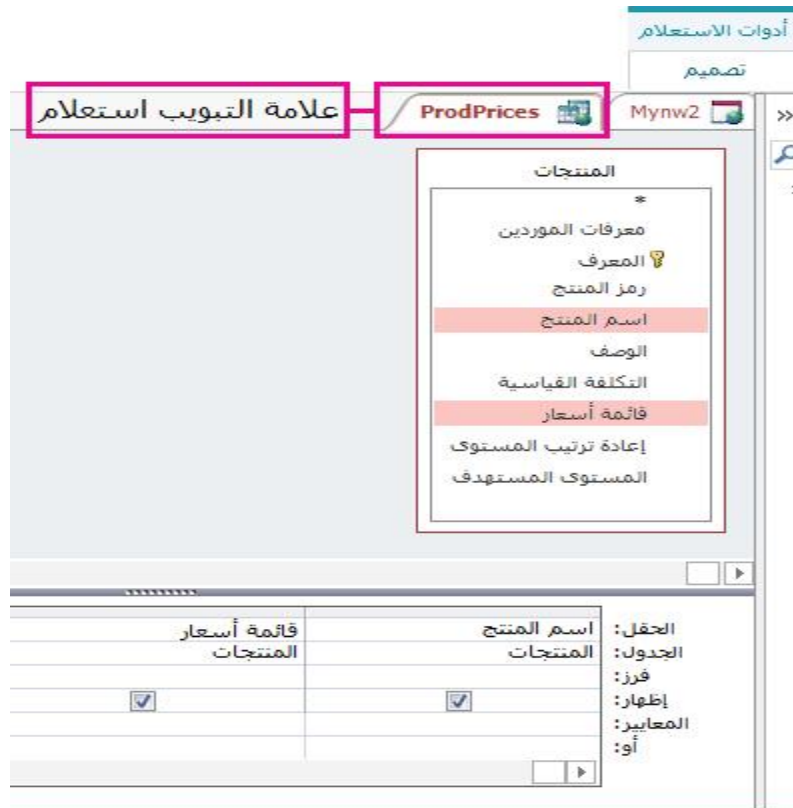 أدوات الاستعلام
تصميم
Mynw2
ProdPrices
علامة التبويب استعلام
المنتجات
*
معرفات الموردين
المعرف
رمز المنتج
اسم المنتج
الوصف
التكلفة القياسية
قائمة أسعار
إعادة ترتيب المستوى
المستوى المستهدف
الحقل: اسم المنتج قائمة أسعار
الجدول: المنتجات المنتجات
فرز:
إظهار:
المعايير:
أو: